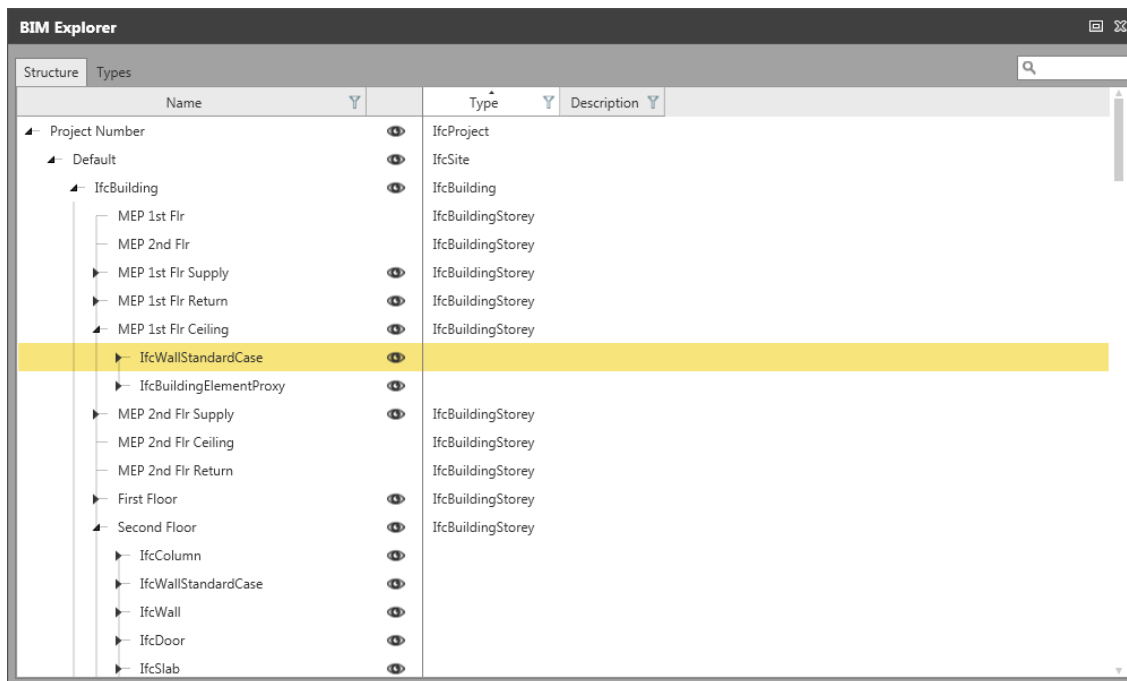 BIM Explorer
Structure Types
Name Type Description
Project Number IfcProject
Default IfcSite
IfcBuilding IfcBuilding
MEP 1st Flr IfcBuildingStorey
MEP 2nd Flr IfcBuildingStorey
MEP 1st Flr Supply IfcBuildingStorey
MEP 1st Flr Return IfcBuildingStorey
MEP 1st Flr Ceiling IfcBuildingStorey
IfcWallStandardCase
IfcBuildingElementProxy
MEP 2nd Flr Supply IfcBuildingStorey
MEP 2nd Flr Ceiling IfcBuildingStorey
MEP 2nd Flr Return IfcBuildingStorey
First Floor IfcBuildingStorey
Second Floor IfcBuildingStorey
IfcColumn
IfcWallStandardCase
IfcWall
IfcDoor
IfcSlab